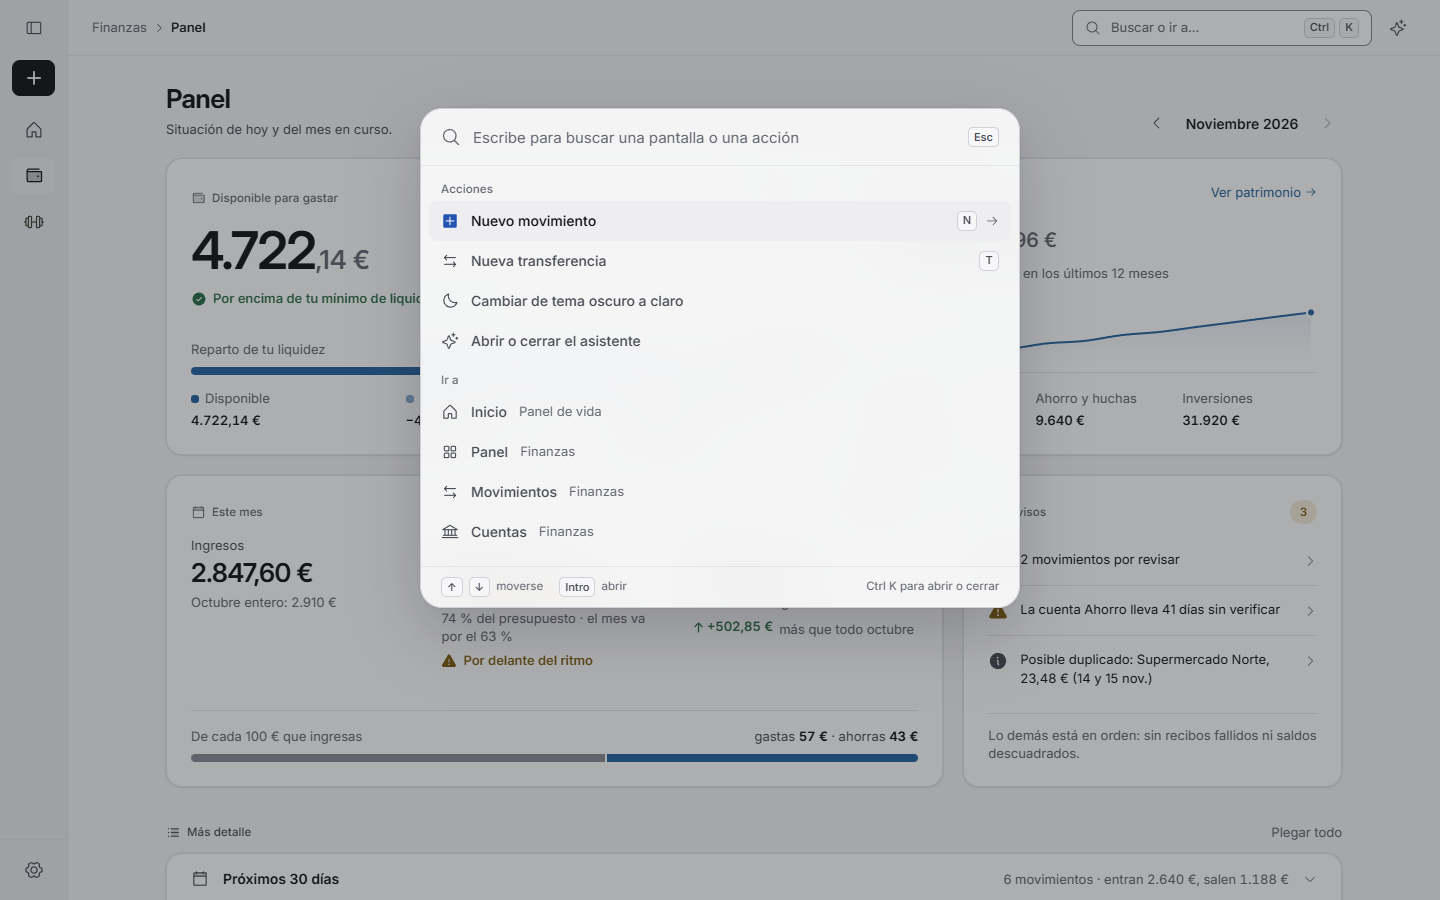 Finanzas > Panel
Buscar o ir a...
Ctrl K
Panel
Situación de hoy y del mes en curso.
Noviembre 2026
Escribe para buscar una pantalla o una acción
Esc
Acciones
Nuevo movimiento
N
Nueva transferencia
T
Cambiar de tema oscuro a claro
Abrir o cerrar el asistente
Ir a
Inicio Panel de vida
Panel Finanzas
Movimientos Finanzas
Cuentas Finanzas
↑ ↓ moverse Intro abrir
Ctrl K para abrir o cerrar
Disponible para gastar
4.722,14 €
Por encima de tu mínimo de
Reparto de tu liquidez
Disponible
4.722,14 €
−4
Ver patrimonio →
96 €
en los últimos 12 meses
Ahorro y huchas
9.640 €
Inversiones
31.920 €
Este mes
Ingresos
2.847,60 €
Octubre entero: 2.910 €
74 % del presupuesto · el mes va
por el 63 %
Por delante del ritmo
↑ +502,85 € más que todo octubre
De cada 100 € que ingresas
gastas 57 € · ahorras 43 €
3
2 movimientos por revisar
La cuenta Ahorro lleva 41 días sin verificar
Posible duplicado: Supermercado Norte,
23,48 € (14 y 15 nov.)
Lo demás está en orden: sin recibos fallidos ni saldos
descuadrados.
Más detalle
Plegar todo
Próximos 30 días
6 movimientos · entran 2.640 €, salen 1.188 €